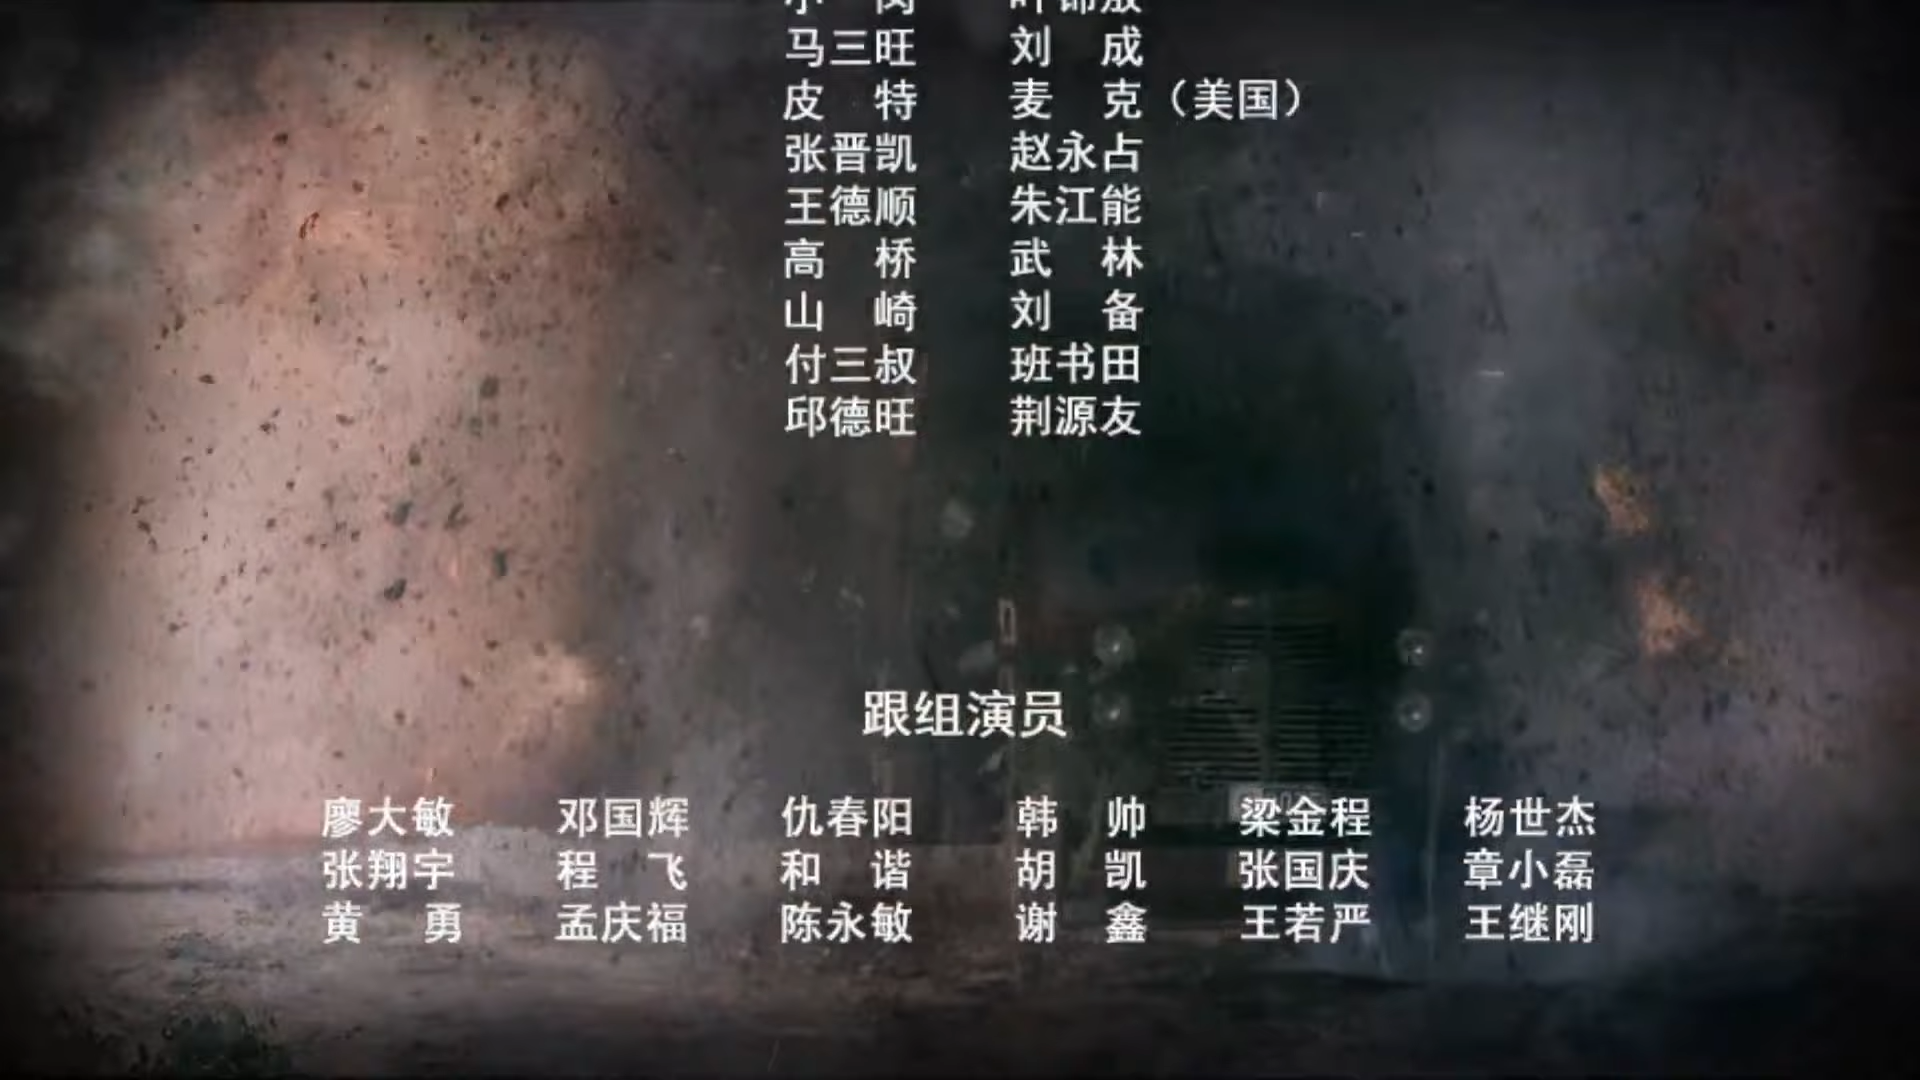 马三旺 刘 成
皮 特 麦 克（美国）
张晋凯 赵永占
王德顺 朱江能
高 桥 武 林
山 崎 刘 备
付三叔 班书田
邱德旺 荆源友
跟组演员
廖大敏 邓国辉 仇春阳 韩 帅 梁金程 杨世杰
张翔宇 程 飞 和 谐 胡 凯 张国庆 章小磊
黄 勇 孟庆福 陈永敏 谢 鑫 王若严 王继刚